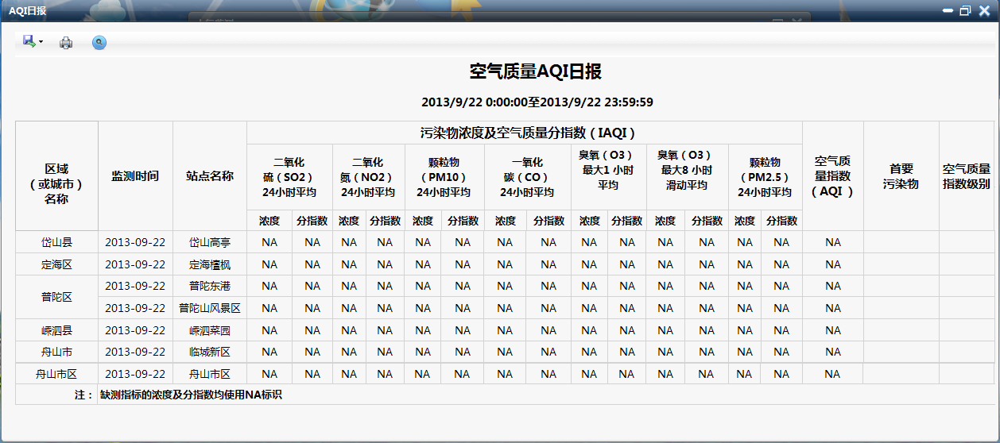 AQI日报
空气质量AQI日报
2013/9/22 0:00:00至2013/9/22 23:59:59
污染物浓度及空气质量分指数（IAQI）
区域
（或城市）
名称
监测时间
站点名称
二氧化
硫（SO2）
24小时平均
二氧化
氮（NO2）
24小时平均
颗粒物
（PM10）
24小时平均
一氧化
碳（CO）
24小时平均
臭氧（O3）
最大1 小时
平均
臭氧（O3）
最大8 小时
滑动平均
颗粒物
（PM2.5）
24小时平均
空气质
量指数
（AQI ）
首要
污染物
空气质量
指数级别
浓度 分指数 浓度 分指数 浓度 分指数 浓度 分指数 浓度 分指数 浓度 分指数 浓度 分指数
岱山县 2013-09-22 岱山高亭 NA NA NA NA NA NA NA NA NA NA NA NA NA NA NA
定海区 2013-09-22 定海檀枫 NA NA NA NA NA NA NA NA NA NA NA NA NA NA NA
普陀区 2013-09-22 普陀东港 NA NA NA NA NA NA NA NA NA NA NA NA NA NA NA
2013-09-22 普陀山风景区 NA NA NA NA NA NA NA NA NA NA NA NA NA NA NA
嵊泗县 2013-09-22 嵊泗菜园 NA NA NA NA NA NA NA NA NA NA NA NA NA NA NA
舟山市 2013-09-22 临城新区 NA NA NA NA NA NA NA NA NA NA NA NA NA NA NA
舟山市区 2013-09-22 舟山市区 NA NA NA NA NA NA NA NA NA NA NA NA NA NA NA
注： 缺测指标的浓度及分指数均使用NA标识